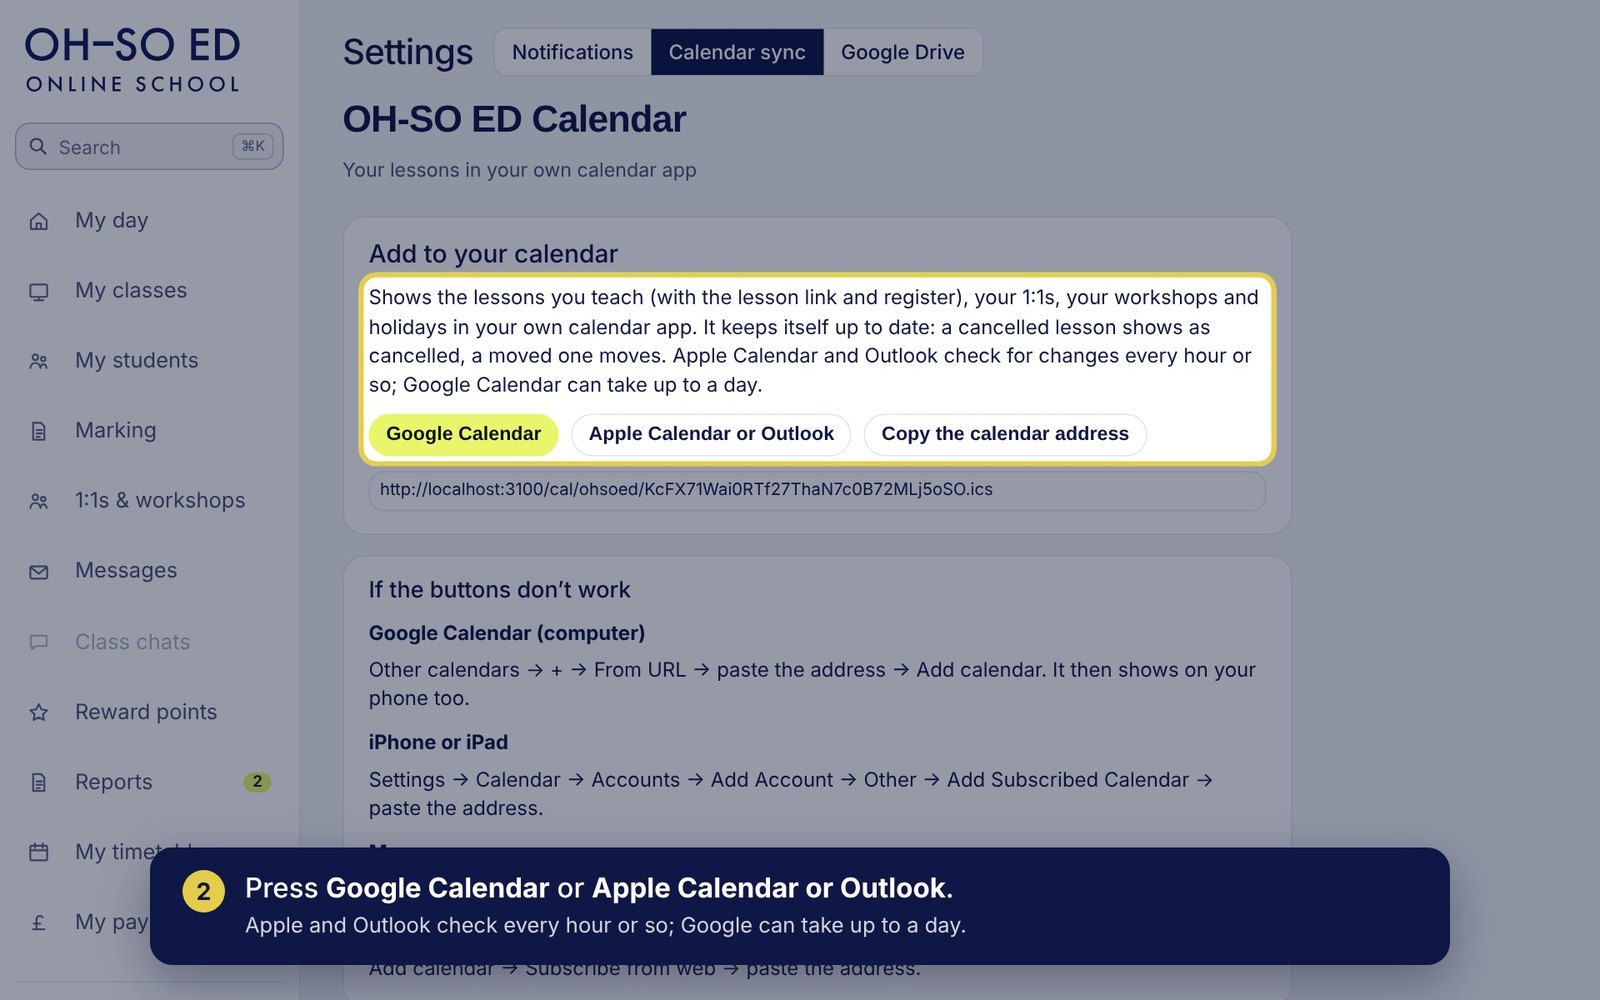 OH-SO ED
ONLINE SCHOOL
Search
⌘K
My day
My classes
My students
Marking
1:1s & workshops
Messages
Class chats
Reward points
Reports
2
My
My pay
Settings
Notifications
Calendar sync
Google Drive
OH-SO ED Calendar
Your lessons in your own calendar app
Add to your calendar
Shows the lessons you teach (with the lesson link and register), your 1:1s, your workshops and
holidays in your own calendar app. It keeps itself up to date: a cancelled lesson shows as
cancelled, a moved one moves. Apple Calendar and Outlook check for changes every hour or
so; Google Calendar can take up to a day.
Google Calendar
Apple Calendar or Outlook
Copy the calendar address
http://localhost:3100/cal/ohsoed/KcFX71Wai0RTf27ThaN7c0B72MLj5oSO.ics
If the buttons don’t work
Google Calendar (computer)
Other calendars → + → From URL → paste the address → Add calendar. It then shows on your
phone too.
iPhone or iPad
Settings → Calendar → Accounts → Add Account → Other → Add Subscribed Calendar →
paste the address.
2
Press Google Calendar or Apple Calendar or Outlook.
Apple and Outlook check every hour or so; Google can take up to a day.
Add calendar → Subscribe from web → paste the address.